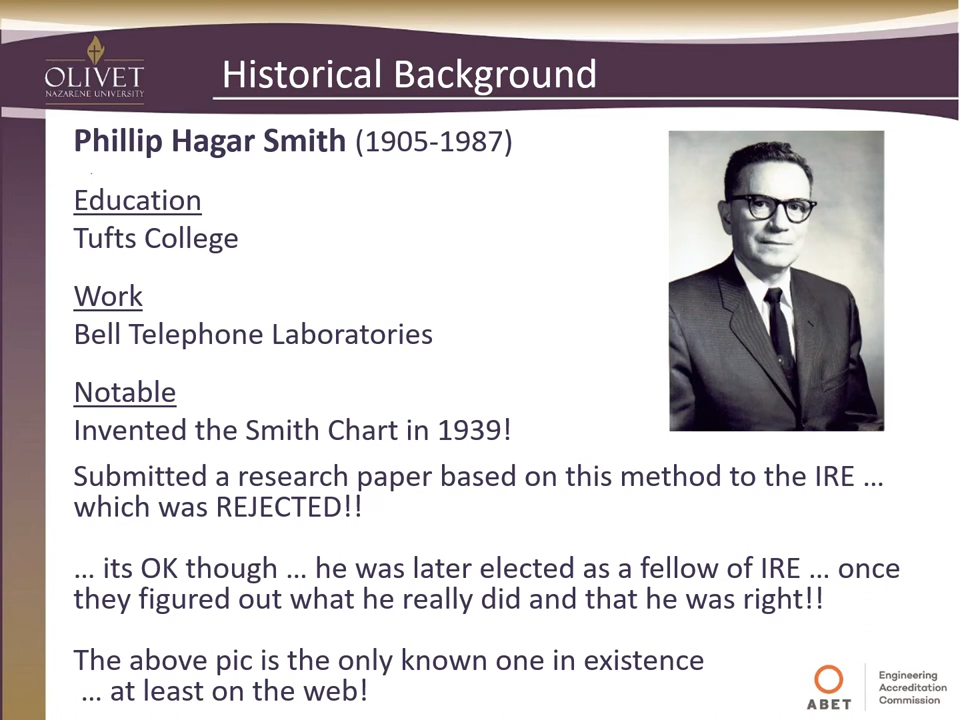 OLIVET
NAZARENE UNIVERSITY
Historical Background
Phillip Hagar Smith (1905-1987)
Education
Tufts College
Work
Bell Telephone Laboratories
Notable
Invented the Smith Chart in 1939!
Submitted a research paper based on this method to the IRE …
which was REJECTED!!
… its OK though … he was later elected as a fellow of IRE … once
they figured out what he really did and that he was right!!
The above pic is the only known one in existence
… at least on the web!
ABET
Engineering
Accreditation
Commission